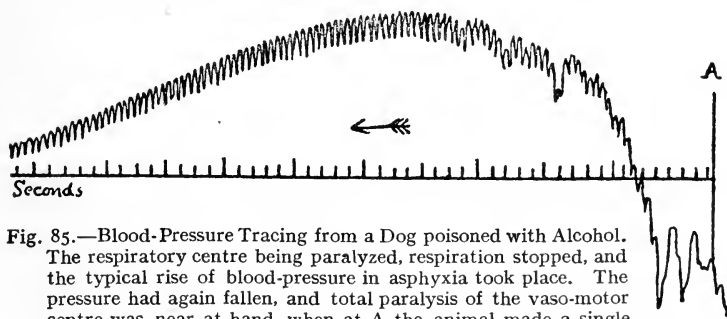 A
Seconds
Fig. 85.—Blood-Pressure Tracing from a Dog poisoned with Alcohol.
The respiratory centre being paralyzed, respiration stopped, and
the typical rise of blood-pressure in asphyxia took place. The
pressure had again fallen, and total paralysis of the vaso-motor
centre was near at hand, when at A the animal made a single